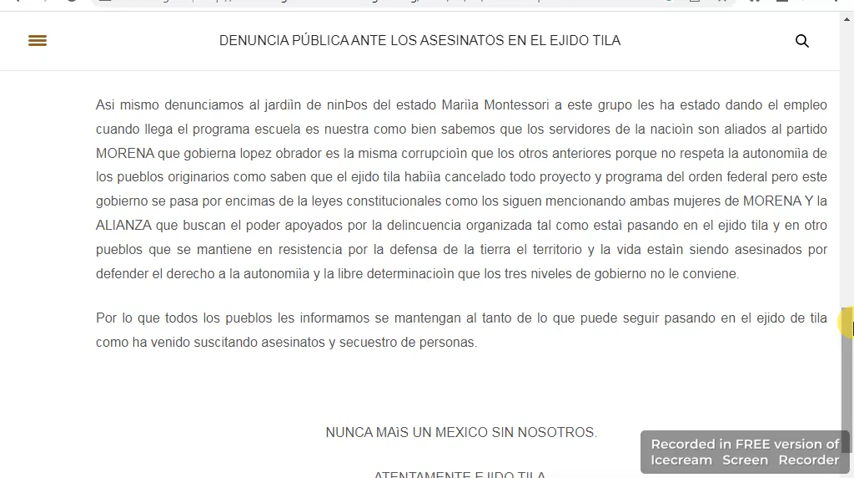 DENUNCIA PÚBLICA ANTE LOS ASESINATOS EN EL EJIDO TILA
Asi mismo denunciamos al jardiìn de ninÞos del estado Mariìa Montessori a este grupo les ha estado dando el empleo
cuando llega el programa escuela es nuestra como bien sabemos que los servidores de la nacioìn son aliados al partido
MORENA que gobierna lopez obrador es la misma corrupcioìn que los otros anteriores porque no respeta la autonomiìa de
los pueblos originarios como saben que el ejido tila habiìa cancelado todo proyecto y programa del orden federal pero este
gobierno se pasa por encimas de la leyes constitucionales como los siguen mencionando ambas mujeres de MORENA Y la
ALIANZA que buscan el poder apoyados por la delincuencia organizada tal como estaì pasando en el ejido tila y en otro
pueblos que se mantiene en resistencia por la defensa de la tierra el territorio y la vida estaìn siendo asesinados por
defender el derecho a la autonomiìa y la libre determinacioìn que los tres niveles de gobierno no le conviene.
Por lo que todos los pueblos les informamos se mantengan al tanto de lo que puede seguir pasando en el ejido de tila
como ha venido suscitando asesinatos y secuestro de personas.
NUNCA MAìS UN MEXICO SIN NOSOTROS.
ATENTAMENTE EJIDO TILA
Recorded in FREE version of
Icecream Screen Recorder